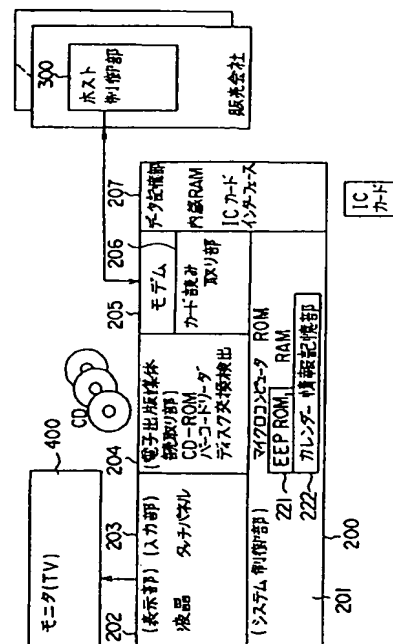 300
ホスト
制御部
販売会社
モニタ(TV)
400
CD
202
203
204
205
206
207
(表示部)
液晶
(入力部)
タッチパネル
(電子出版媒体
読取り部)
CD-ROM
バーコードリーダ
ディスク交換検出
モデム
カード読み
取り部
データ記憶部
内蔵RAM
ICカード
インターフェース
(システム制御部)
マイクロコンピュータ ROM
EEPROM
RAM
カレンダー情報記憶部
221
222
201
200
IC
カード